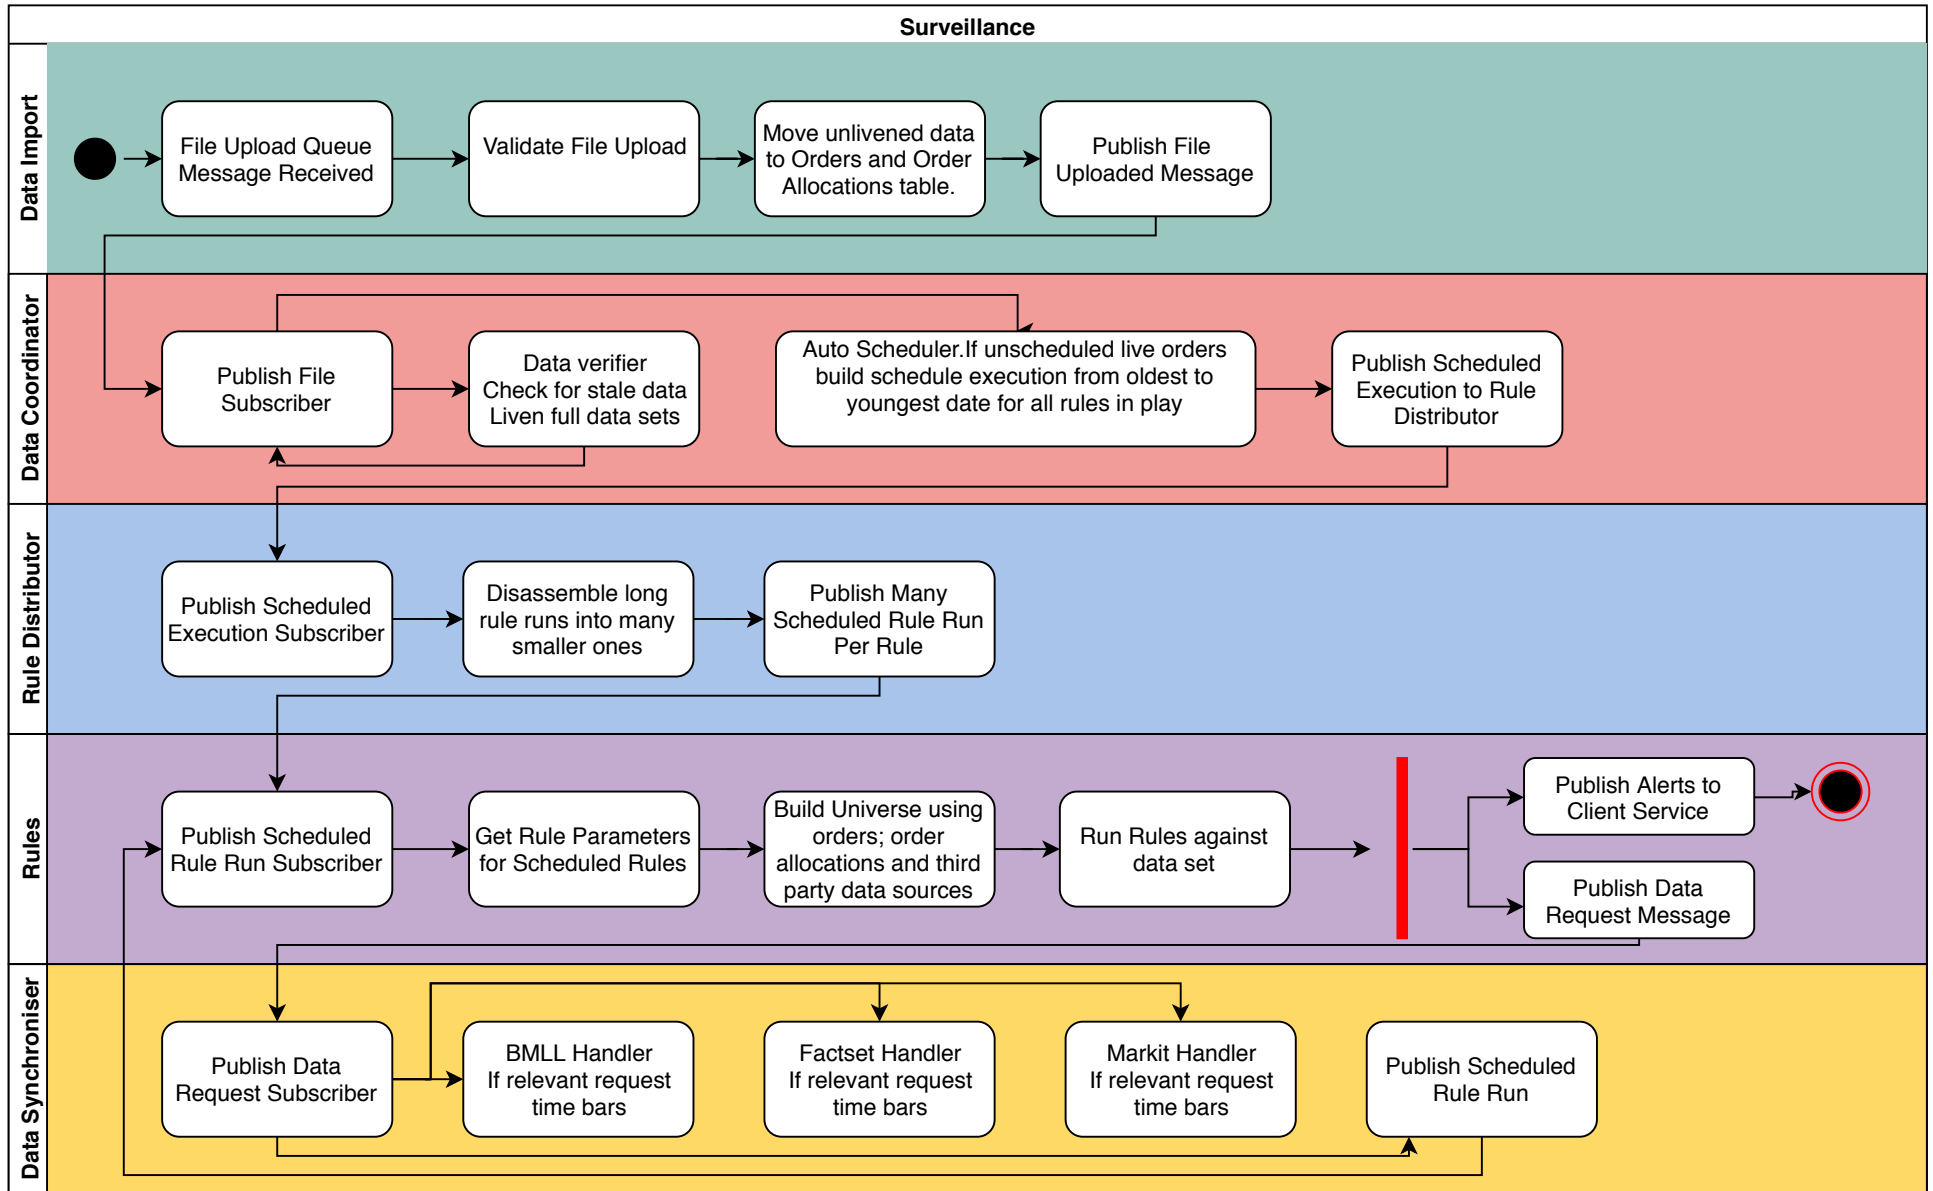 Surveillance
Data Import
File Upload Queue
Message Received
Validate File Upload
Move unlivened data
to Orders and Order
Allocations table.
Publish File
Uploaded Message
Data Coordinator
Publish File
Subscriber
Data verifier
Check for stale data
Liven full data sets
Auto Scheduler.If unscheduled live orders
build schedule execution from oldest to
youngest date for all rules in play
Publish Scheduled
Execution to Rule
Distributor
Rule Distributor
Publish Scheduled
Execution Subscriber
Disassemble long
rule runs into many
smaller ones
Publish Many
Scheduled Rule Run
Per Rule
Rules
Publish Scheduled
Rule Run Subscriber
Get Rule Parameters
for Scheduled Rules
Build Universe using
orders; order
allocations and third
party data sources
Run Rules against
data set
Publish Alerts to
Client Service
Publish Data
Request Message
Data Synchroniser
Publish Data
Request Subscriber
BMLL Handler
If relevant request
time bars
Factset Handler
If relevant request
time bars
Markit Handler
If relevant request
time bars
Publish Scheduled
Rule Run